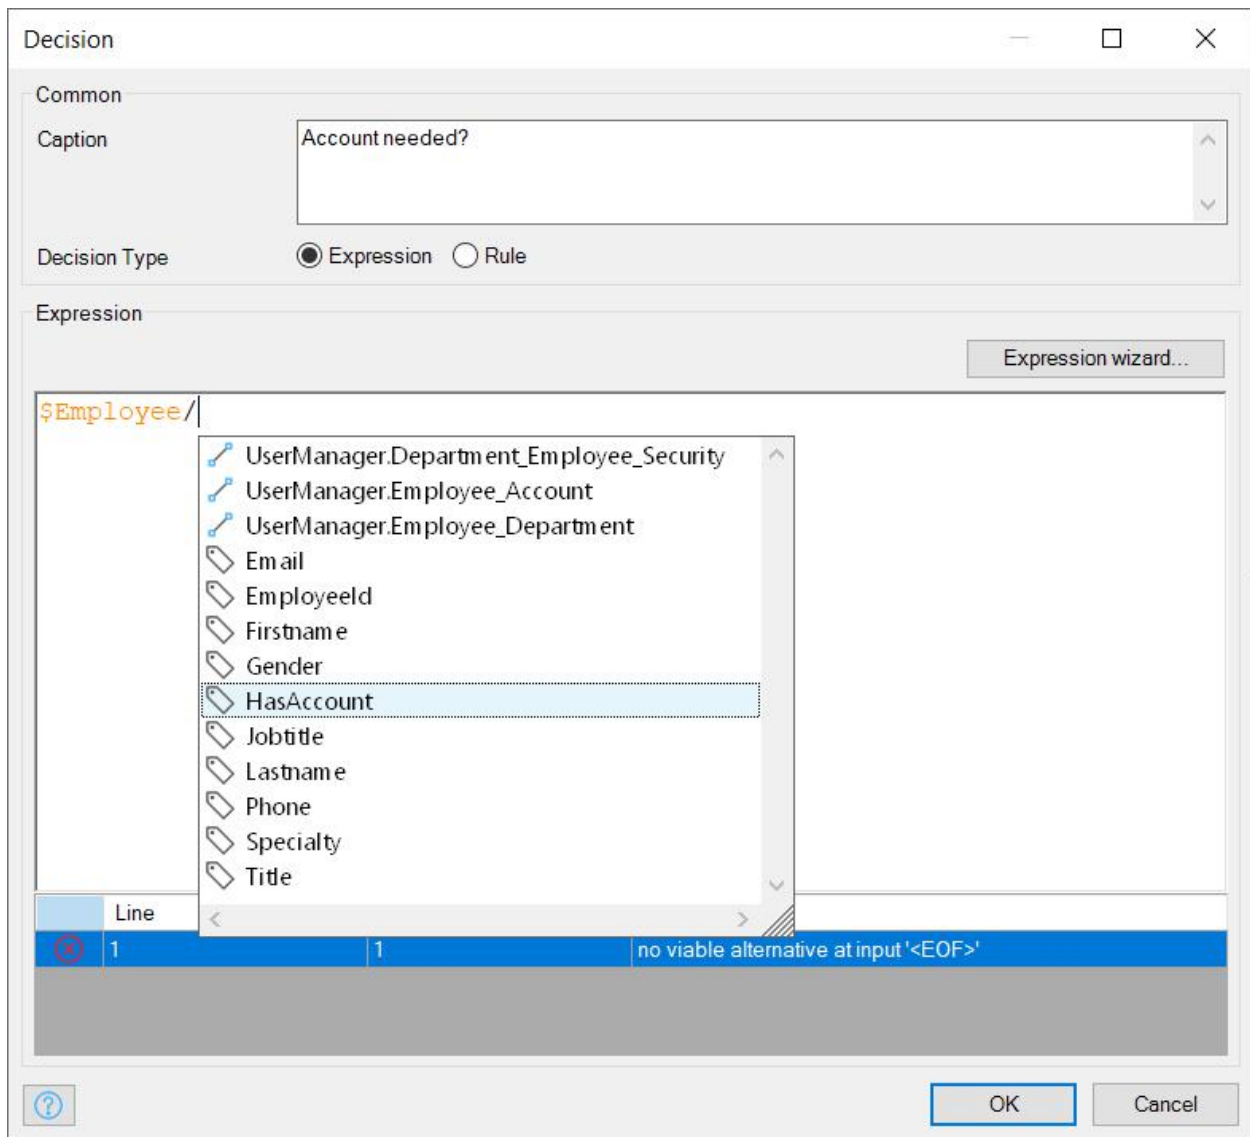 Decision
Common
Caption
Account needed?
Decision Type
Expression
Rule
Expression
Expression wizard...
$Employee/
UserManager.Department_Employee_Security
UserManager.Employee_Account
UserManager.Employee_Department
Email
EmployeeId
Firstname
Gender
HasAccount
Jobtitle
Lastname
Phone
Specialty
Title
Line
1 1 no viable alternative at input '<EOF>'
OK Cancel